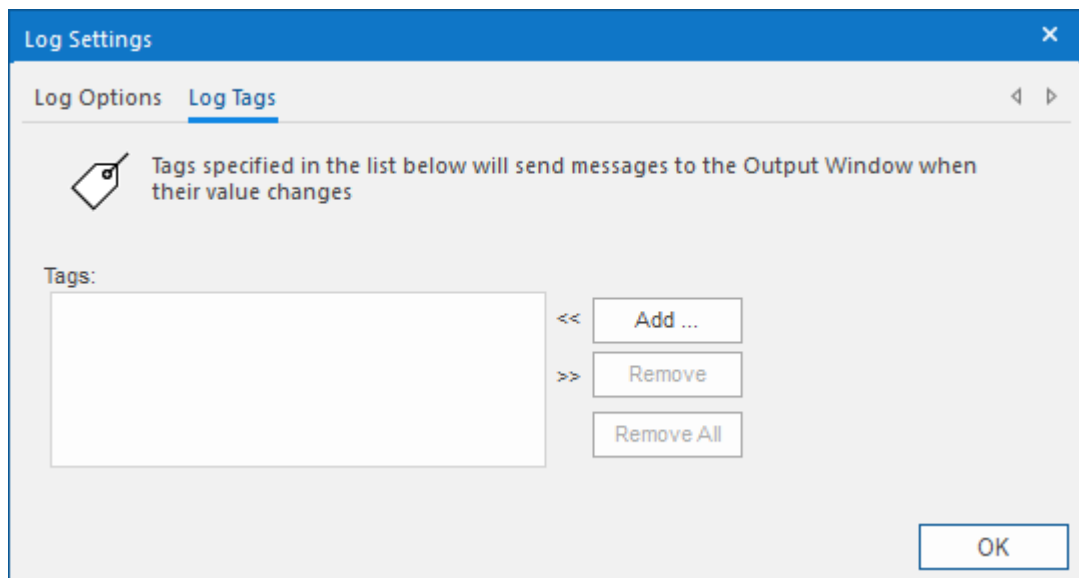 Log Settings
Log Options Log Tags
Tags specified in the list below will send messages to the Output Window when
their value changes
Tags:
<< Add ...
>> Remove
Remove All
OK